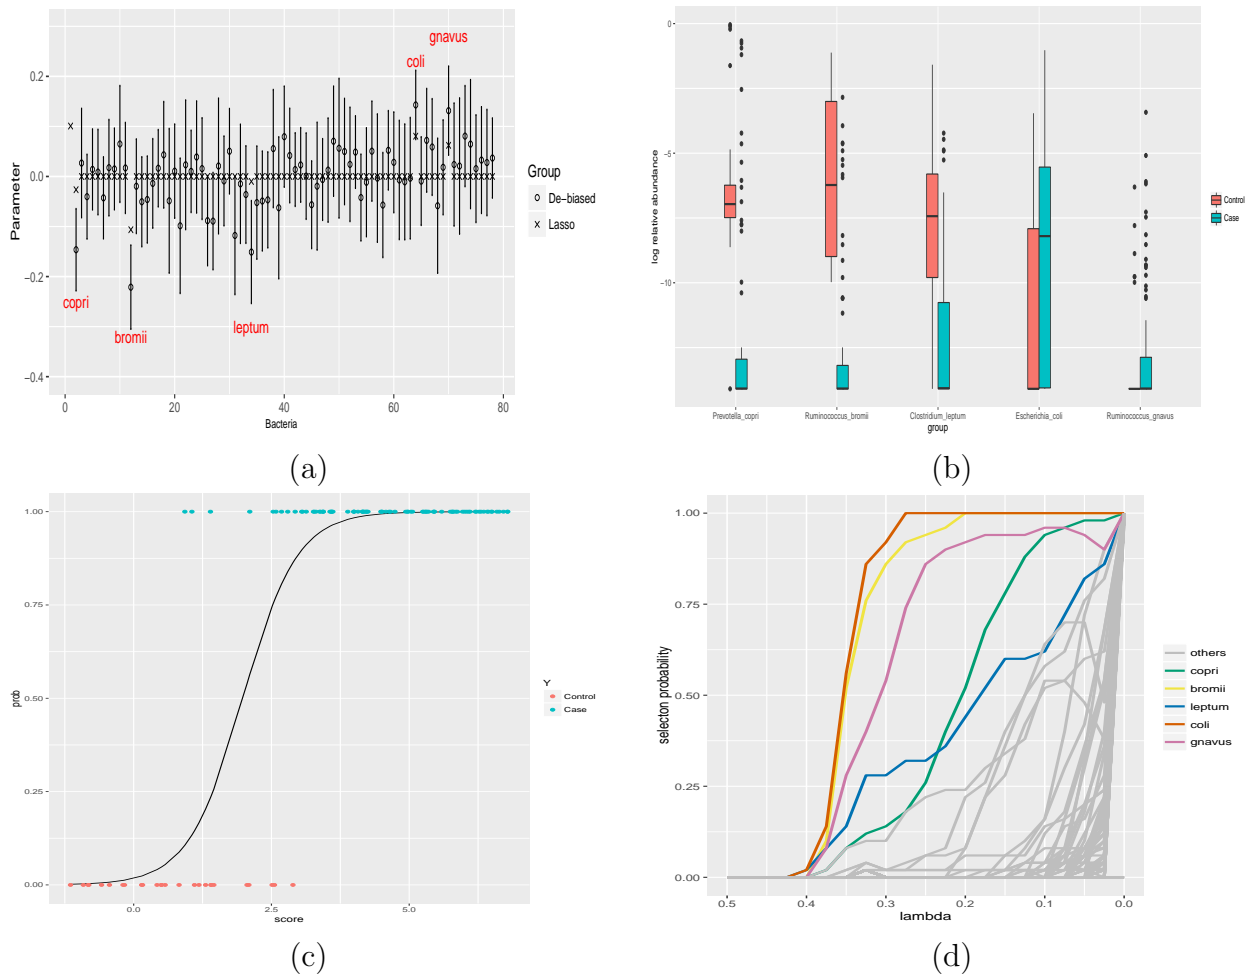 gnavus
coli
0.2
0.0
−0.2
−0.4
Parameter
copri
bromii
leptum
0
20
40
60
80
Bacteria
Group
De−biased
Lasso
(a)
0
−5
−10
log relative abundance
Prevotella_copri
Ruminococcus_bromii
Clostridium_leptum
Escherichia_coli
Ruminococcus_gnavus
group
Control
Case
(b)
1.00
0.75
0.50
0.25
0.00
prob
0.0
2.5
5.0
score
Y
Control
Case
(c)
1.00
0.75
0.50
0.25
0.00
selecton probability
0.5
0.4
0.3
0.2
0.1
0.0
lambda
others
copri
bromii
leptum
coli
gnavus
(d)